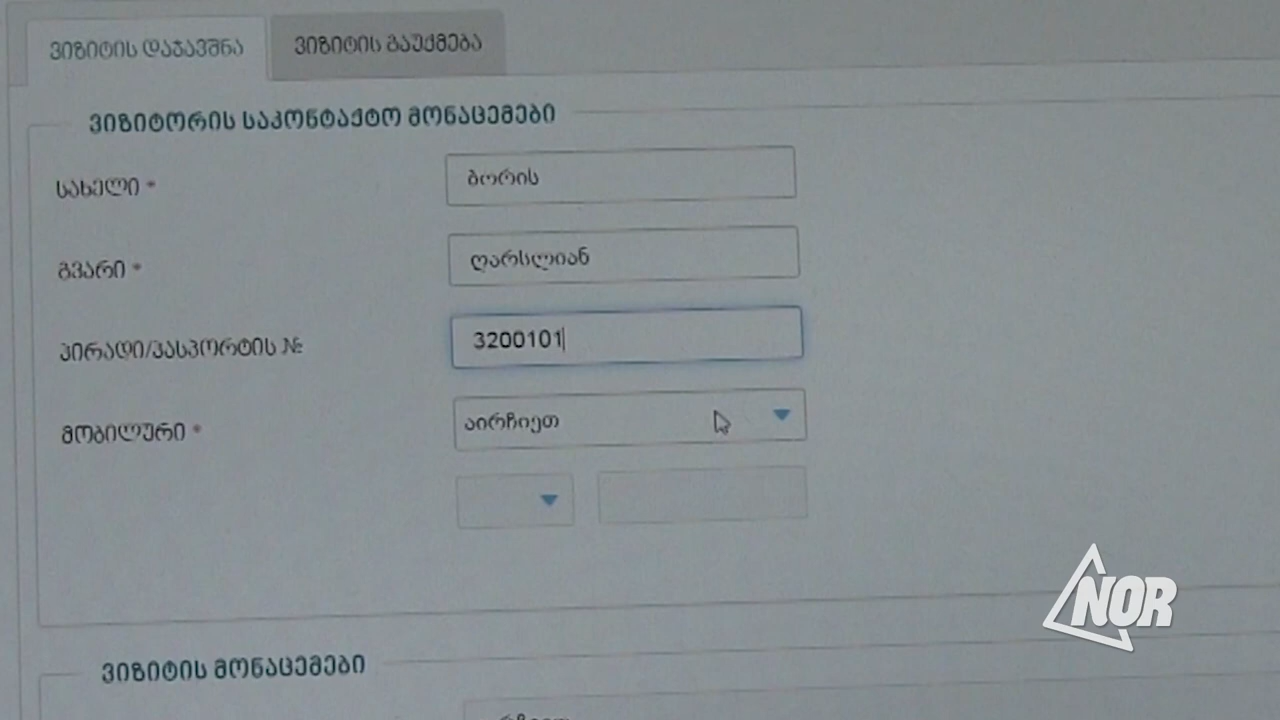 ვიზიტის დაჯავშნა ვიზიტის გაუქმება
ვიზიტორის საკონტაქტო მონაცემები
სახელი * ბორის
გვარი * ღარსლიან
პირადი/პასპორტის № 3200101
მობილური * აირჩიეთ
NOR
ვიზიტის მონაცემები